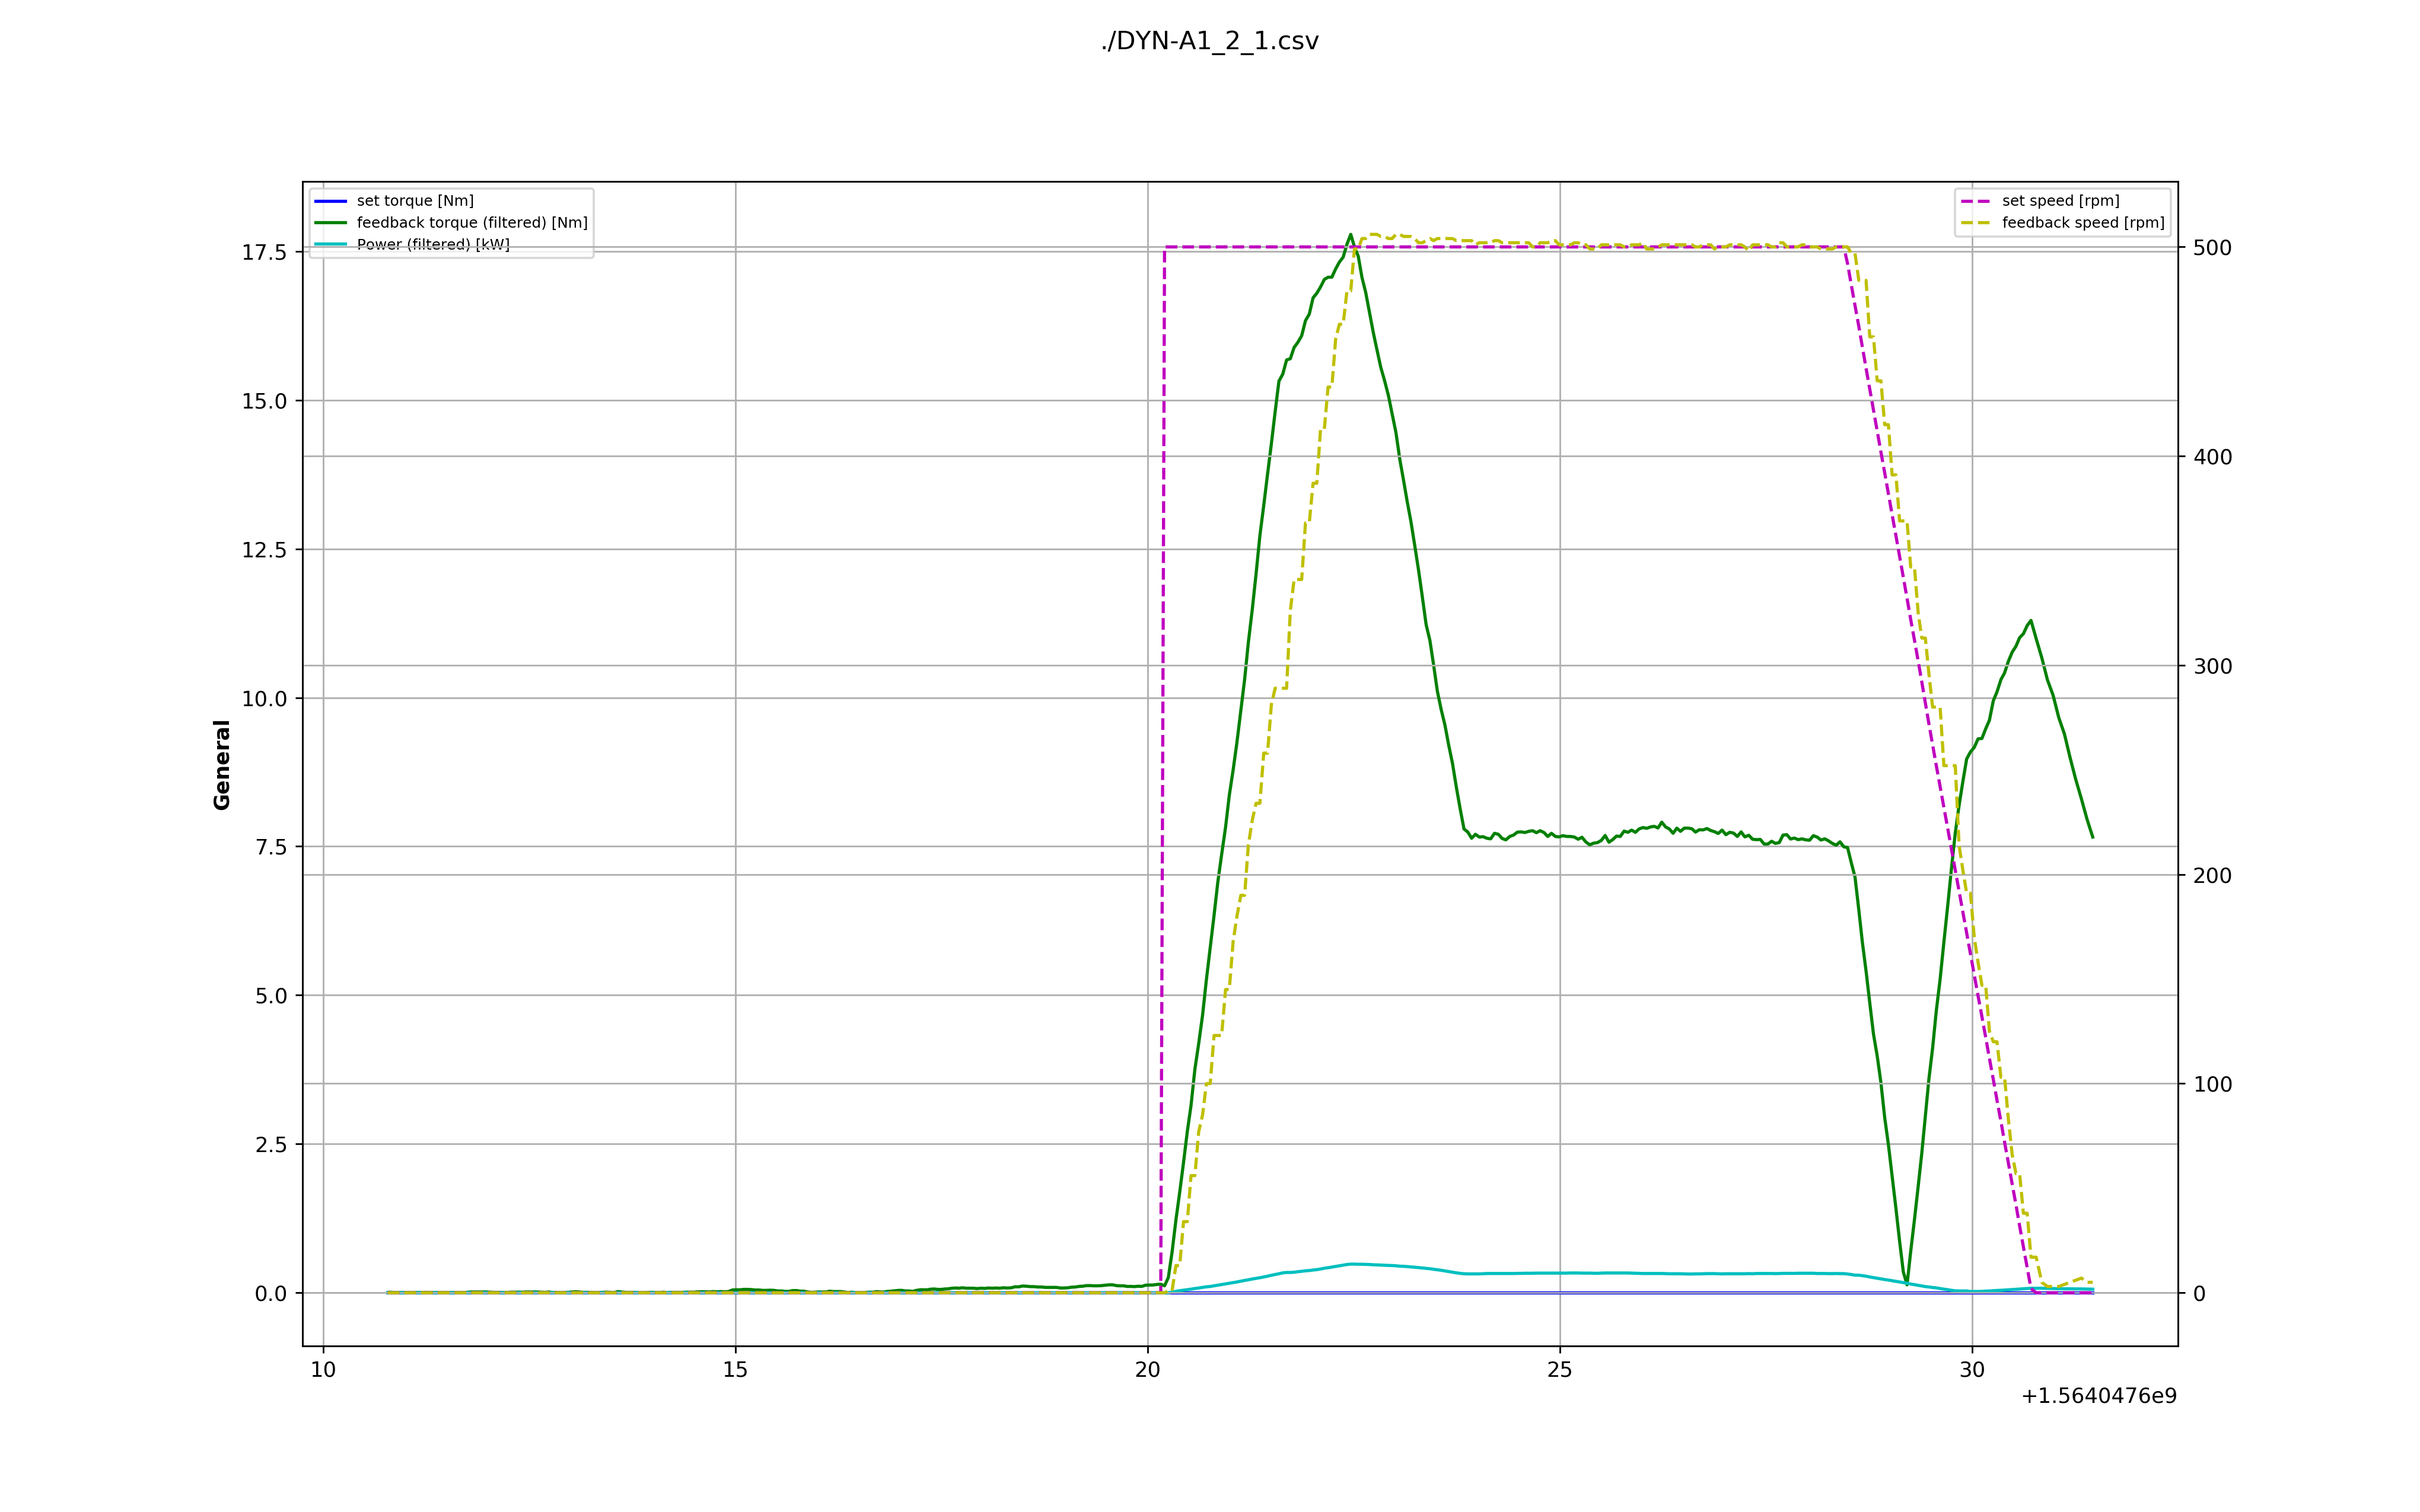 ./DYN-A1_2_1.csv
set torque [Nm]
feedback torque (filtered) [Nm]
Power (filtered) [kW]
set speed [rpm]
feedback speed [rpm]
General
17.5
15.0
12.5
10.0
7.5
5.0
2.5
0.0
500
400
300
200
100
0
10 15 20 25 30
+1.5640476e9